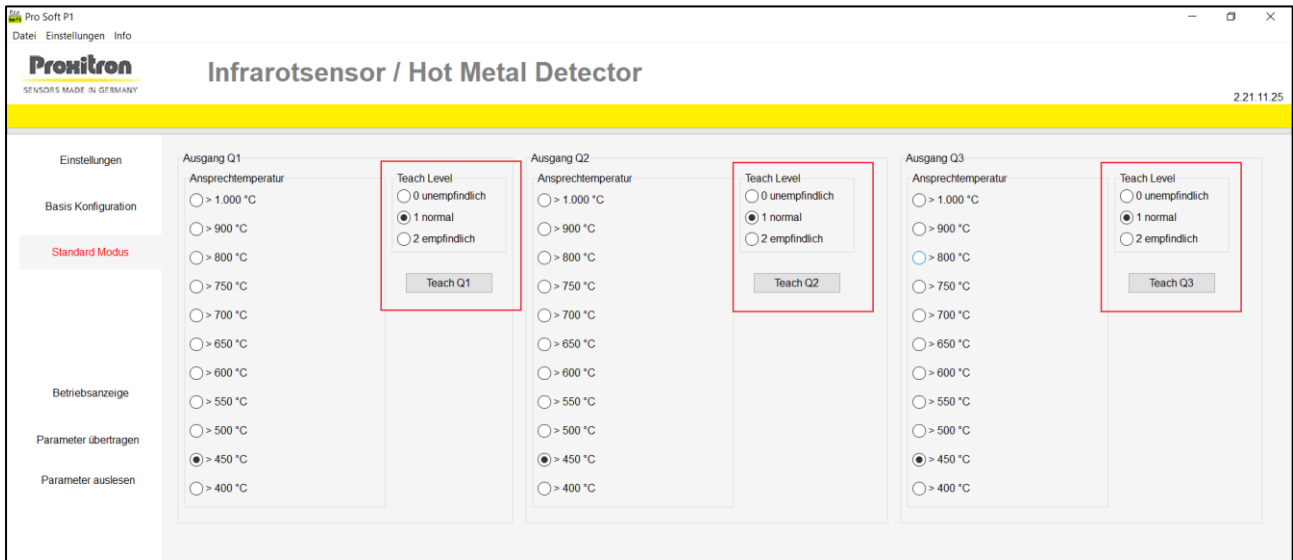 Pro Soft P1
Datei Einstellungen Info
Proxitron
SENSORS MADE IN GERMANY
Infrarotsensor / Hot Metal Detector
2.21.11.25
Einstellungen
Basis Konfiguration
Standard Modus
Betriebsanzeige
Parameter übertragen
Parameter auslesen
Ausgang Q1
Ansprechtemperatur
> 1.000 °C
> 900 °C
> 800 °C
> 750 °C
> 700 °C
> 650 °C
> 600 °C
> 550 °C
> 500 °C
> 450 °C
> 400 °C
Teach Level
0 unempfindlich
1 normal
2 empfindlich
Teach Q1
Ausgang Q2
Ansprechtemperatur
> 1.000 °C
> 900 °C
> 800 °C
> 750 °C
> 700 °C
> 650 °C
> 600 °C
> 550 °C
> 500 °C
> 450 °C
> 400 °C
Teach Level
0 unempfindlich
1 normal
2 empfindlich
Teach Q2
Ausgang Q3
Ansprechtemperatur
> 1.000 °C
> 900 °C
> 800 °C
> 750 °C
> 700 °C
> 650 °C
> 600 °C
> 550 °C
> 500 °C
> 450 °C
> 400 °C
Teach Level
0 unempfindlich
1 normal
2 empfindlich
Teach Q3